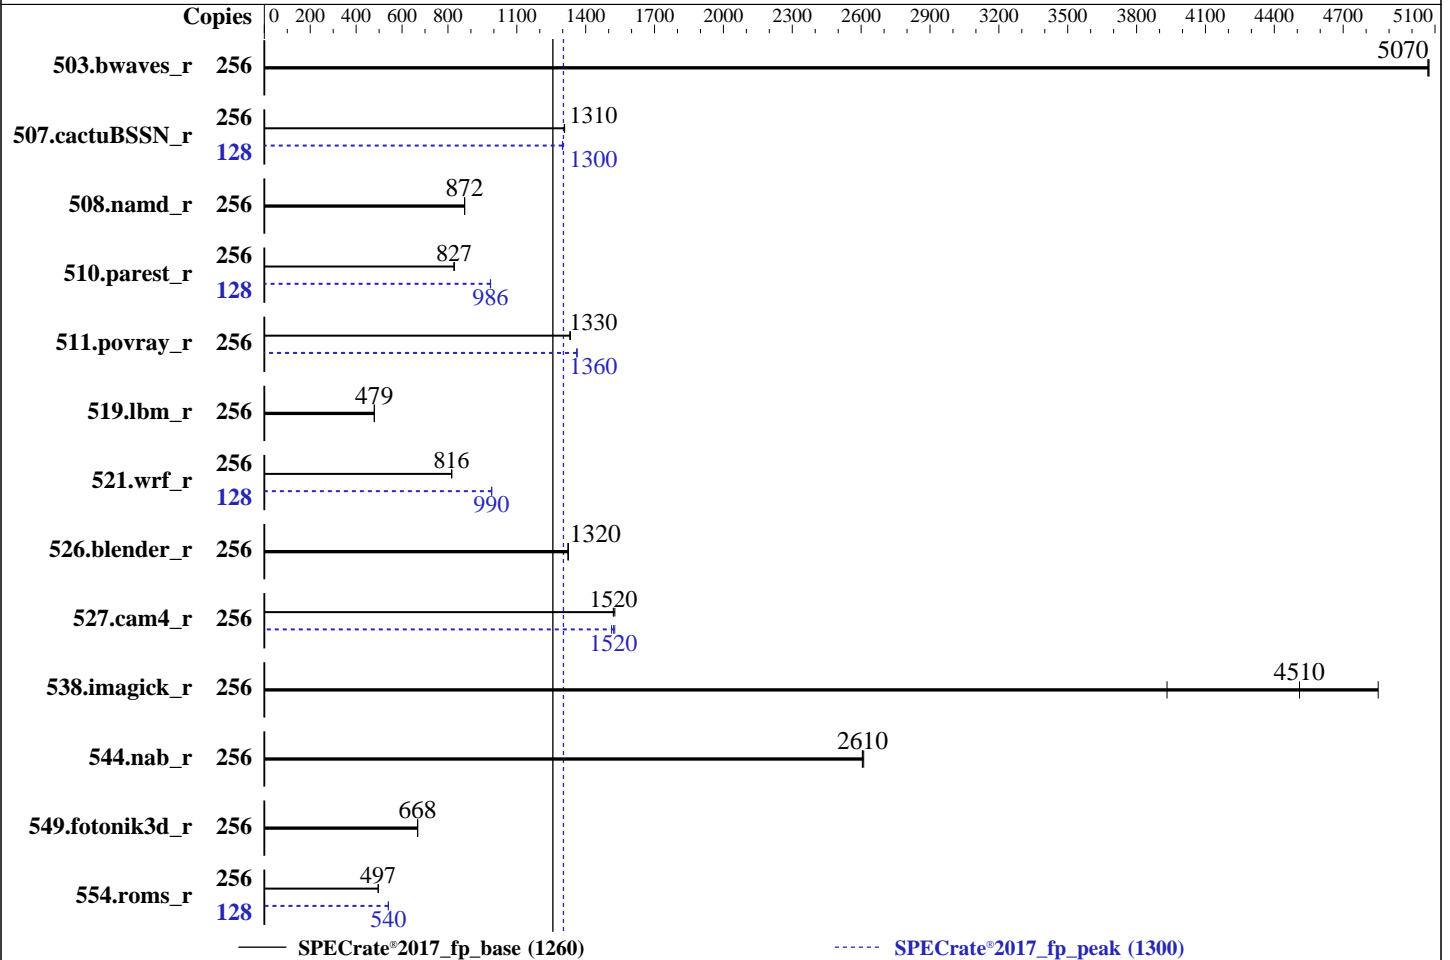 Copies 0 200 400 600 800 1100 1400 1700 2000 2300 2600 2900 3200 3500 3800 4100 4400 4700 5100
503.bwaves_r 256 5070
507.cactuBSSN_r 256 1310
128 1300
508.namd_r 256 872
510.parest_r 256 827
128 986
511.povray_r 256 1330
1360
519.lbm_r 256 479
521.wrf_r 256 816
128 990
526.blender_r 256 1320
527.cam4_r 256 1520
1520
538.imagick_r 256 4510
544.nab_r 256 2610
549.fotonik3d_r 256 668
554.roms_r 256 497
128 540
SPECrate®2017_fp_base (1260) SPECrate®2017_fp_peak (1300)